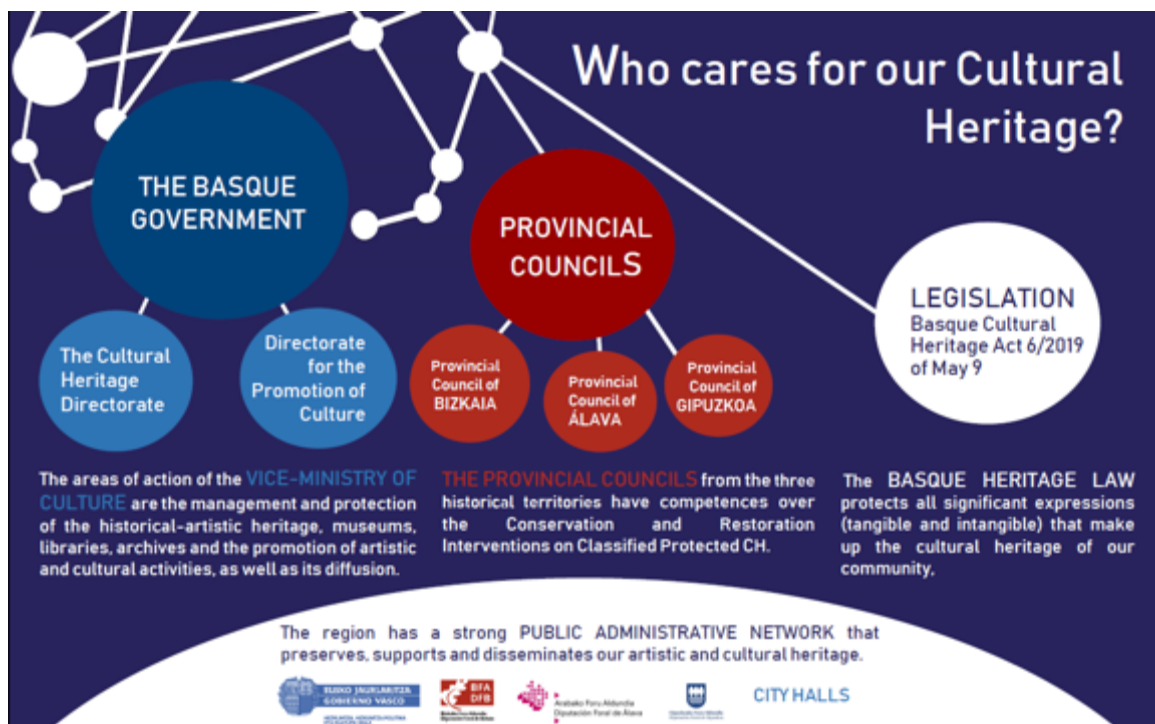 Who cares for our Cultural
Heritage?
THE BASQUE
GOVERNMENT
PROVINCIAL
COUNCILS
LEGISLATION
Basque Cultural
Heritage Act 6/2019
of May 9
The Cultural
Heritage
Directorate
Directorate
for the
Promotion of
Culture
Provincial
Council of
BIZKAIA
Provincial
Council of
ÁLAVA
Provincial
Council of
GIPUZKOA
The areas of action of the VICE-MINISTRY OF
CULTURE are the management and protection
of the historical-artistic heritage, museums,
libraries, archives and the promotion of artistic
and cultural activities, as well as its diffusion.
THE PROVINCIAL COUNCILS from the three
historical territories have competences over
the Conservation and Restoration
Interventions on Classified Protected CH.
The BASQUE HERITAGE LAW
protects all significant expressions
(tangible and intangible) that make
up the cultural heritage of our
community,
The region has a strong PUBLIC ADMINISTRATIVE NETWORK that
preserves, supports and disseminates our artistic and cultural heritage.
EUSKO JAURLARITZA
GOBIERNO VASCO
BFA
DFB
Arabako Foru Aldundia
Diputación Foral de Álava
CITY HALLS